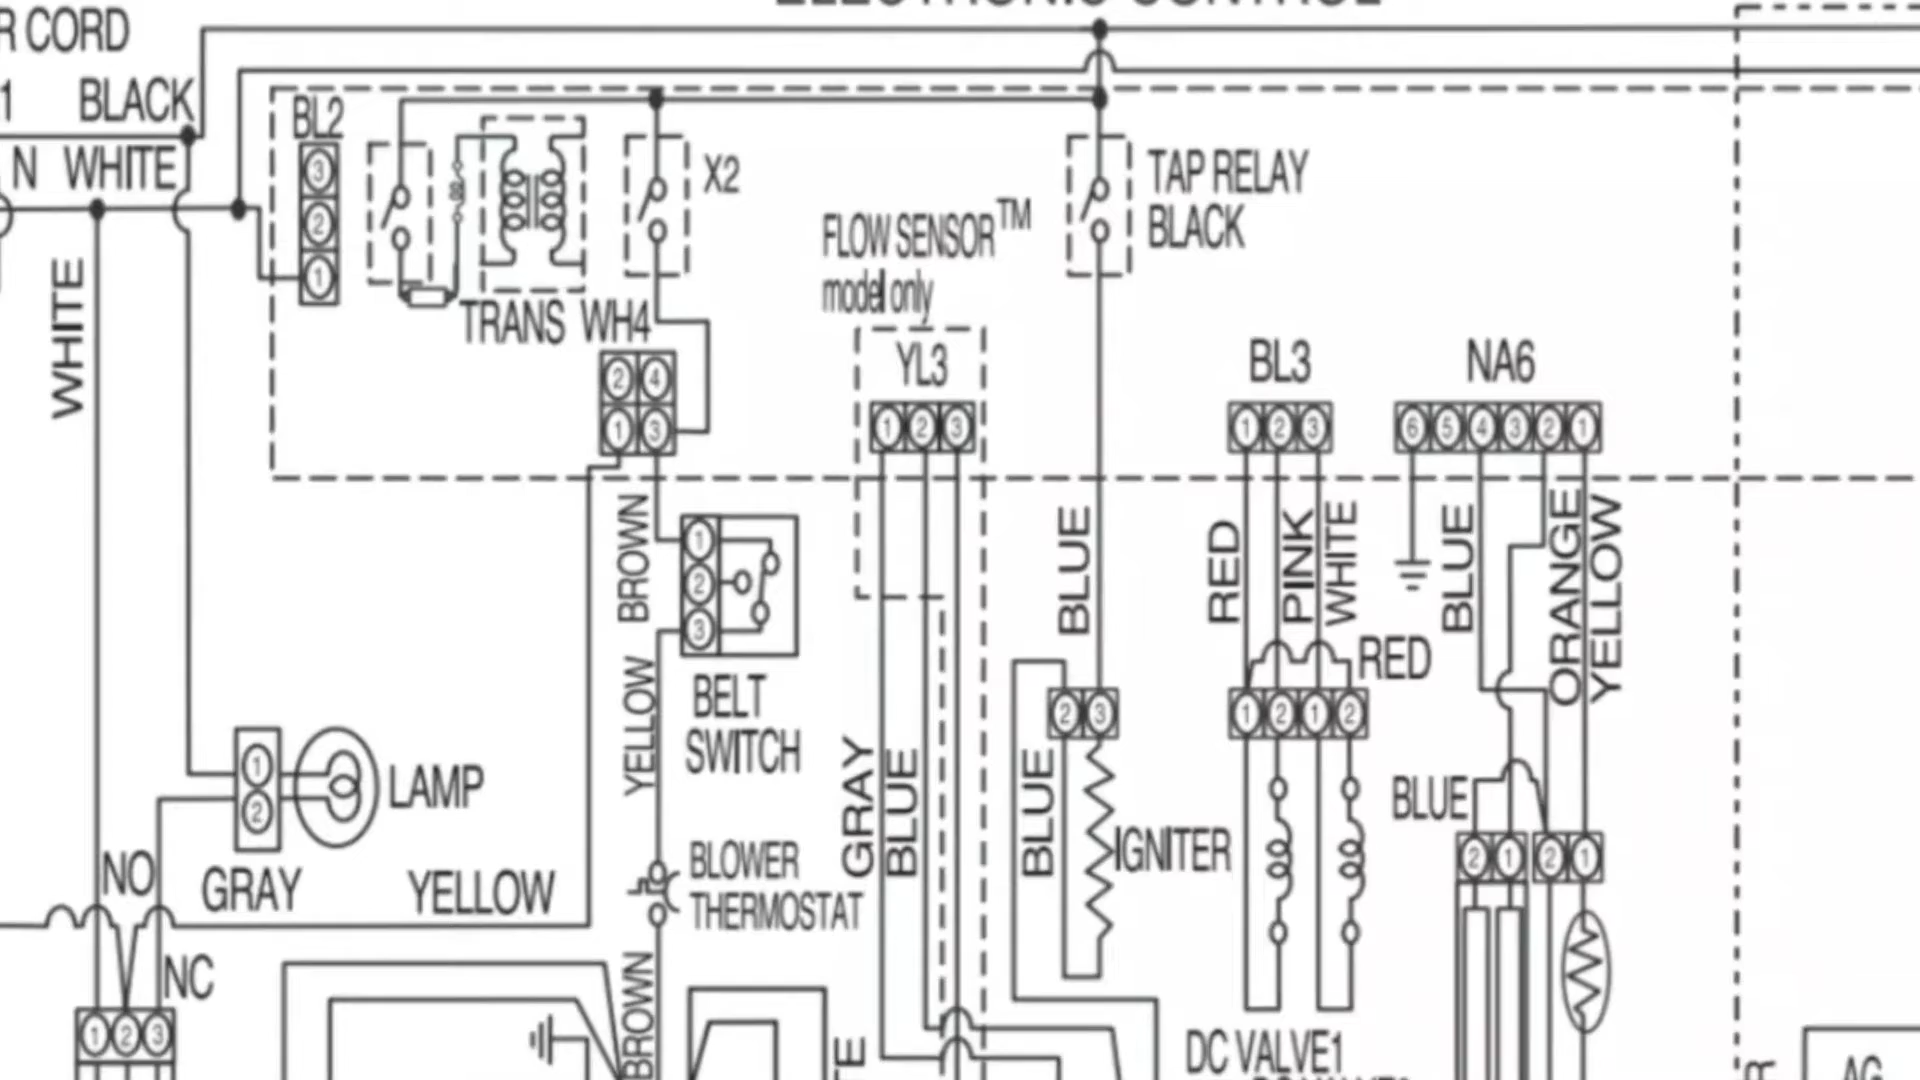 ELECTRONIC CONTROL
R CORD
1 BLACK
N WHITE
BL2
3
2
1
X2
TAP RELAY
BLACK
FLOW SENSOR™
model only
TRANS WH4
2 4
1 3
YL3
1 2 3
BL3
1 2 3
NA6
6 5 4 3 2 1
WHITE
BROWN
1
2
3
BELT
SWITCH
YELLOW
BLUE
RED
PINK
WHITE
RED
BLUE
ORANGE
YELLOW
2 3
1 2 1 2
GRAY
BLUE
BLUE
IGNITER
BLUE
2 1 2 1
1
2
LAMP
NO
GRAY
YELLOW
BLOWER
THERMOSTAT
NC
1 2 3
BROWN
DC VALVE1
AG